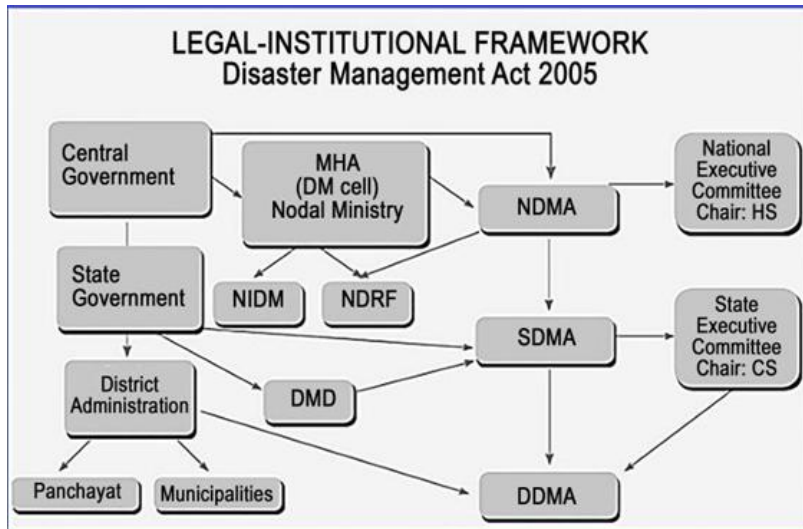 LEGAL-INSTITUTIONAL FRAMEWORK
Disaster Management Act 2005
Central
Government
MHA
(DM cell)
Nodal Ministry
NDMA
National
Executive
Committee
Chair: HS
State
Government
NIDM
NDRF
SDMA
State
Executive
Committee
Chair: CS
District
Administration
DMD
Panchayat
Municipalities
DDMA